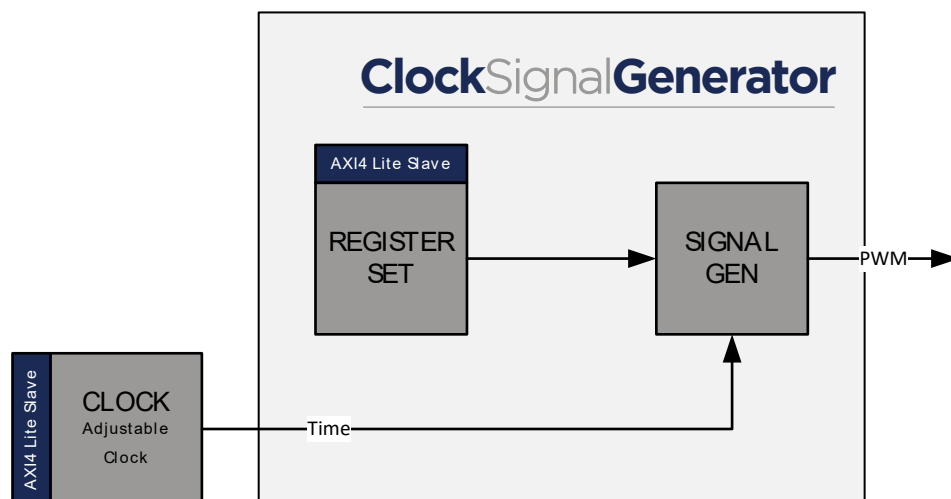 ClockSignalGenerator
AXI4 Lite Slave
REGISTER
SET
SIGNAL
GEN
PWM
AXI4 Lite Slave
CLOCK
Adjustable
Clock
Time